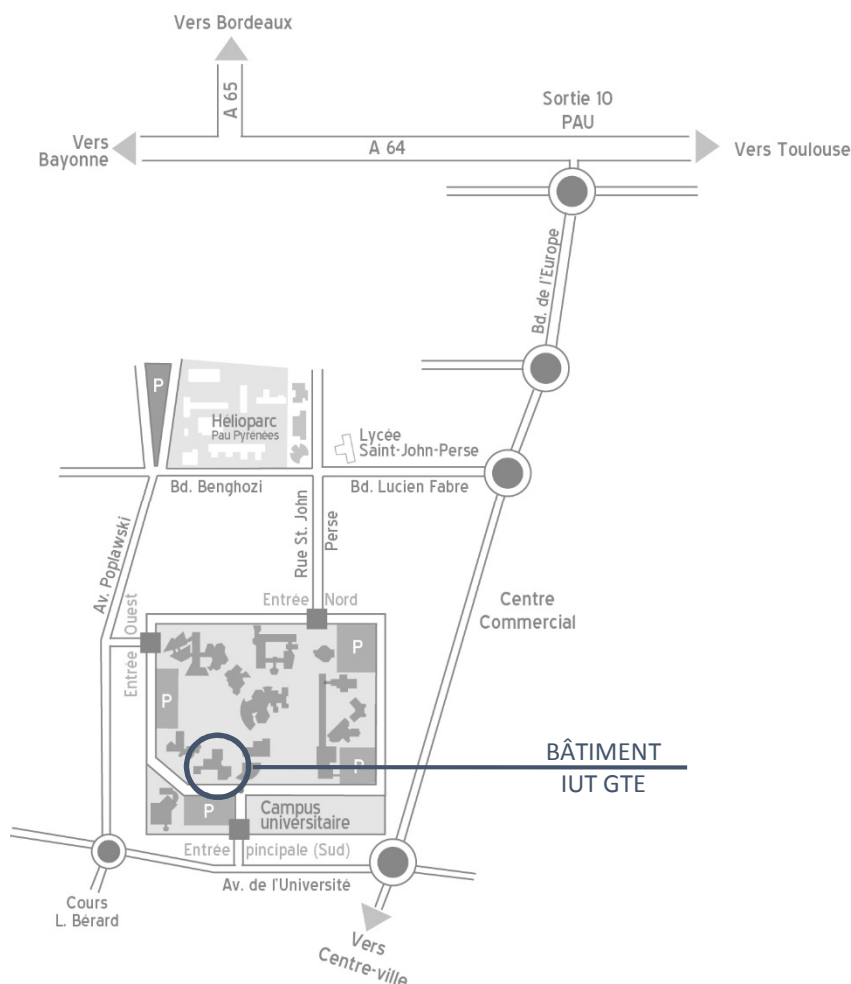 Vers Bordeaux
A 65
Sortie 10
PAU
Vers
Bayonne
A 64
Vers Toulouse
Bd. de l'Europe
P
Hélioparc
Pau Pyrénées
Lycée
Saint-John-Perse
Bd. Benghozi
Bd. Lucien Fabre
Av. Poplawski
Rue St. John
Perse
Centre
Commercial
Entrée Nord
Entrée Ouest
P
P
BÂTIMENT
IUT GTE
P
P
Campus
universitaire
Entrée pincipale (Sud)
Av. de l'Université
Cours
L. Bérard
Vers
Centre-ville